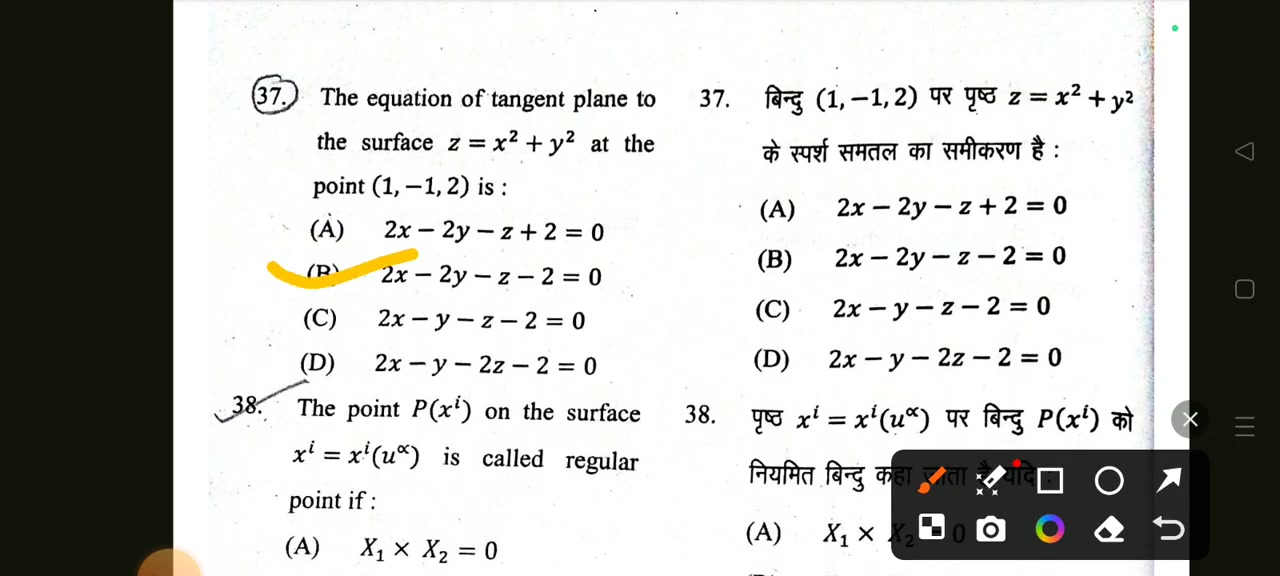 37. The equation of tangent plane to
the surface z = x² + y² at the
point (1, −1, 2) is :
(A) 2x − 2y − z + 2 = 0
(B) 2x − 2y − z − 2 = 0
(C) 2x − y − z − 2 = 0
(D) 2x − y − 2z − 2 = 0
38. The point P(xⁱ) on the surface
xⁱ = xⁱ(u^∝) is called regular
point if :
(A) X₁ × X₂ = 0
37. बिन्दु (1, −1, 2) पर पृष्ठ z = x² + y²
के स्पर्श समतल का समीकरण है :
(A) 2x − 2y − z + 2 = 0
(B) 2x − 2y − z − 2 = 0
(C) 2x − y − z − 2 = 0
(D) 2x − y − 2z − 2 = 0
38. पृष्ठ xⁱ = xⁱ(u^∝) पर बिन्दु P(xⁱ) को
नियमित बिन्दु कहा जाता है यदि :
(A) X₁ × X₂ = 0